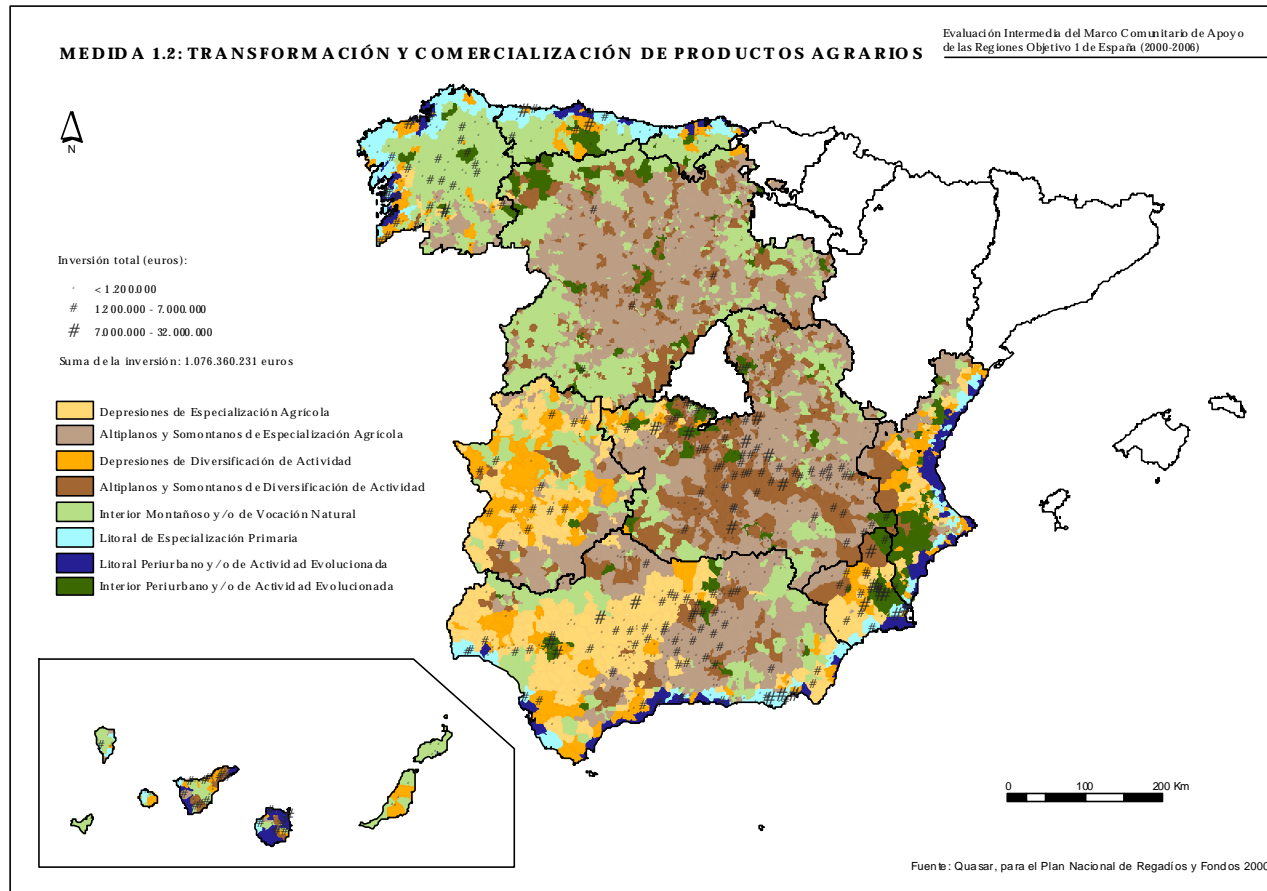 MEDIDA 1.2: TRANSFORMACIÓN Y COMERCIALIZACIÓN DE PRODUCTOS AGRARIOS
Evaluación Intermedia del Marco Comunitario de Apoyo
de las Regiones Objetivo 1 de España (2000-2006)
N
Inversión total (euros):
< 1.200.000
# 1.200.000 - 7.000.000
# 7.000.000 - 32.000.000
Suma de la inversión: 1.076.360.231 euros
Depresiones de Especialización Agrícola
Altiplanos y Somontanos de Especialización Agrícola
Depresiones de Diversificación de Actividad
Altiplanos y Somontanos de Diversificación de Actividad
Interior Montañoso y/o de Vocación Natural
Litoral de Especialización Primaria
Litoral Periurbano y/o de Actividad Evolucionada
Interior Periurbano y/o de Actividad Evolucionada
0 200 Km
Fuente: Quasar, para el Plan Nacional de Regadíos y Fondos 2000